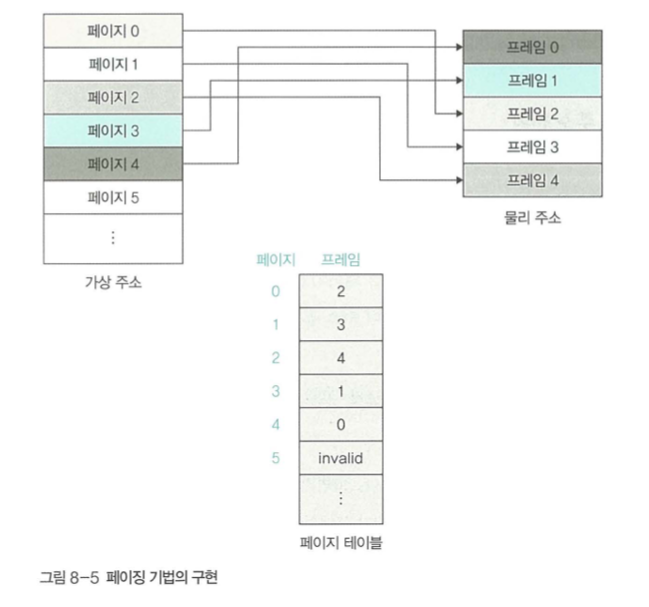 페이지 0
페이지 1
페이지 2
페이지 3
페이지 4
페이지 5
⋮
가상 주소
프레임 0
프레임 1
프레임 2
프레임 3
프레임 4
물리 주소
페이지 프레임
0 2
1 3
2 4
3 1
4 0
5 invalid
⋮
페이지 테이블
그림 8-5 페이징 기법의 구현